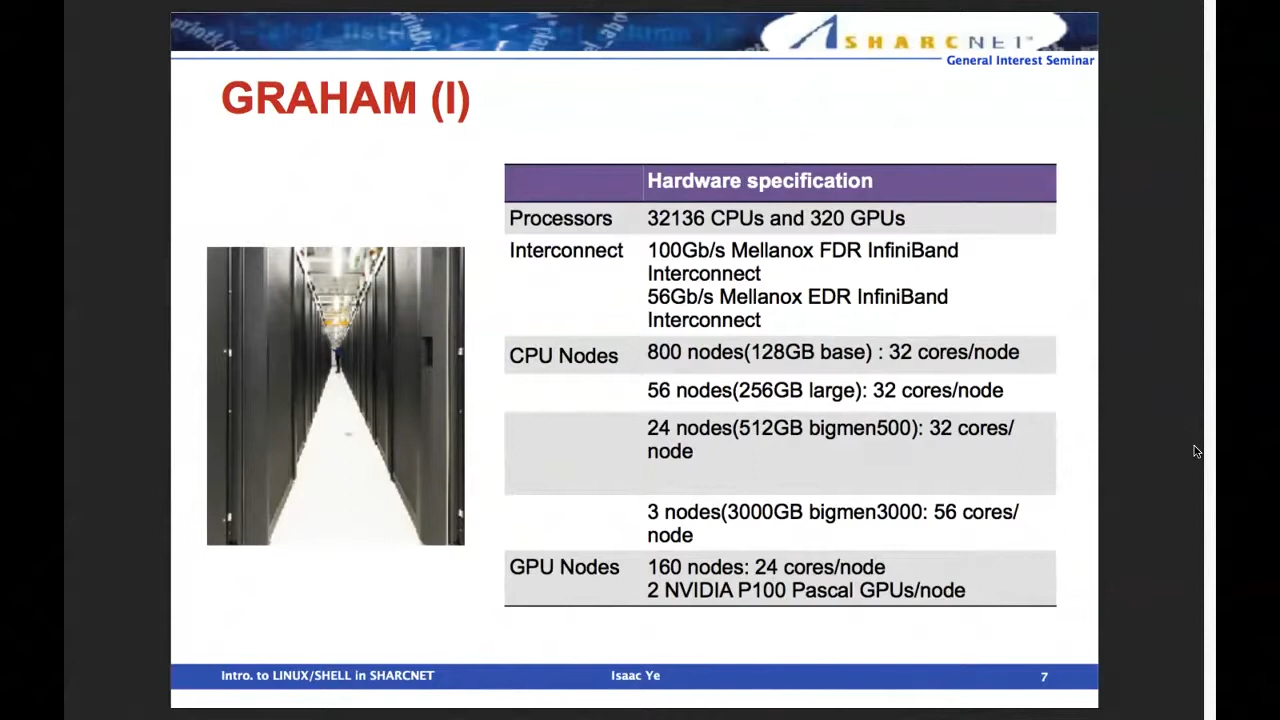 SHARCNET™
General Interest Seminar
GRAHAM (I)
Hardware specification
Processors 32136 CPUs and 320 GPUs
Interconnect 100Gb/s Mellanox FDR InfiniBand
Interconnect
56Gb/s Mellanox EDR InfiniBand
Interconnect
CPU Nodes 800 nodes(128GB base) : 32 cores/node
56 nodes(256GB large): 32 cores/node
24 nodes(512GB bigmen500): 32 cores/
node
3 nodes(3000GB bigmen3000: 56 cores/
node
GPU Nodes 160 nodes: 24 cores/node
2 NVIDIA P100 Pascal GPUs/node
Intro. to LINUX/SHELL in SHARCNET Isaac Ye 7